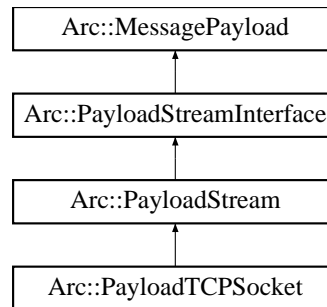 Arc::MessagePayload
Arc::PayloadStreamInterface
Arc::PayloadStream
Arc::PayloadTCPSocket